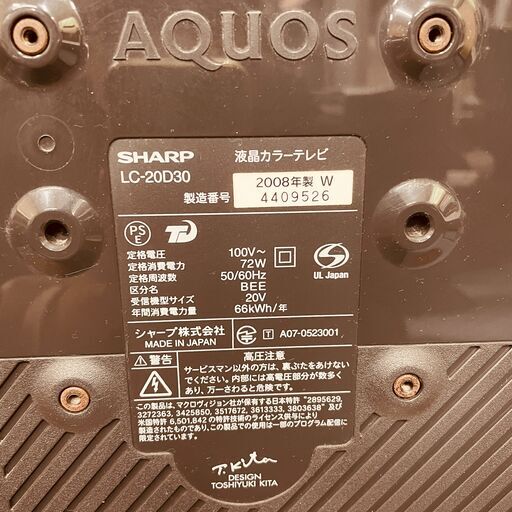 AQUOS
SHARP 液晶カラーテレビ
LC-20D30
2008年製 W
製造番号 4409526
PS
E
定格電圧 100V~
定格消費電力 72W
定格周波数 50/60Hz
区分名 BEE
受信機型サイズ 20V
年間消費電力量 66kWh/年
UL Japan
シャープ株式会社
MADE IN JAPAN
T A07-0523001
警告 高圧注意
サービスマン以外の方は、裏ぶたをあけない
でください。内部には高電圧部分が数多く
あり、万一さわると危険です。
この製品は、マクロヴィジョン社が保有する日本特許 "2895629,
3272363, 3425850, 3517672, 3613333, 3803638" 及び
米国特許 6,501,842 の特許技術のライセンス供与により
製造されたものであり、この製品での使用は一部のプログラム配信に
限定されています。
T. Kita
DESIGN
TOSHIYUKI KITA